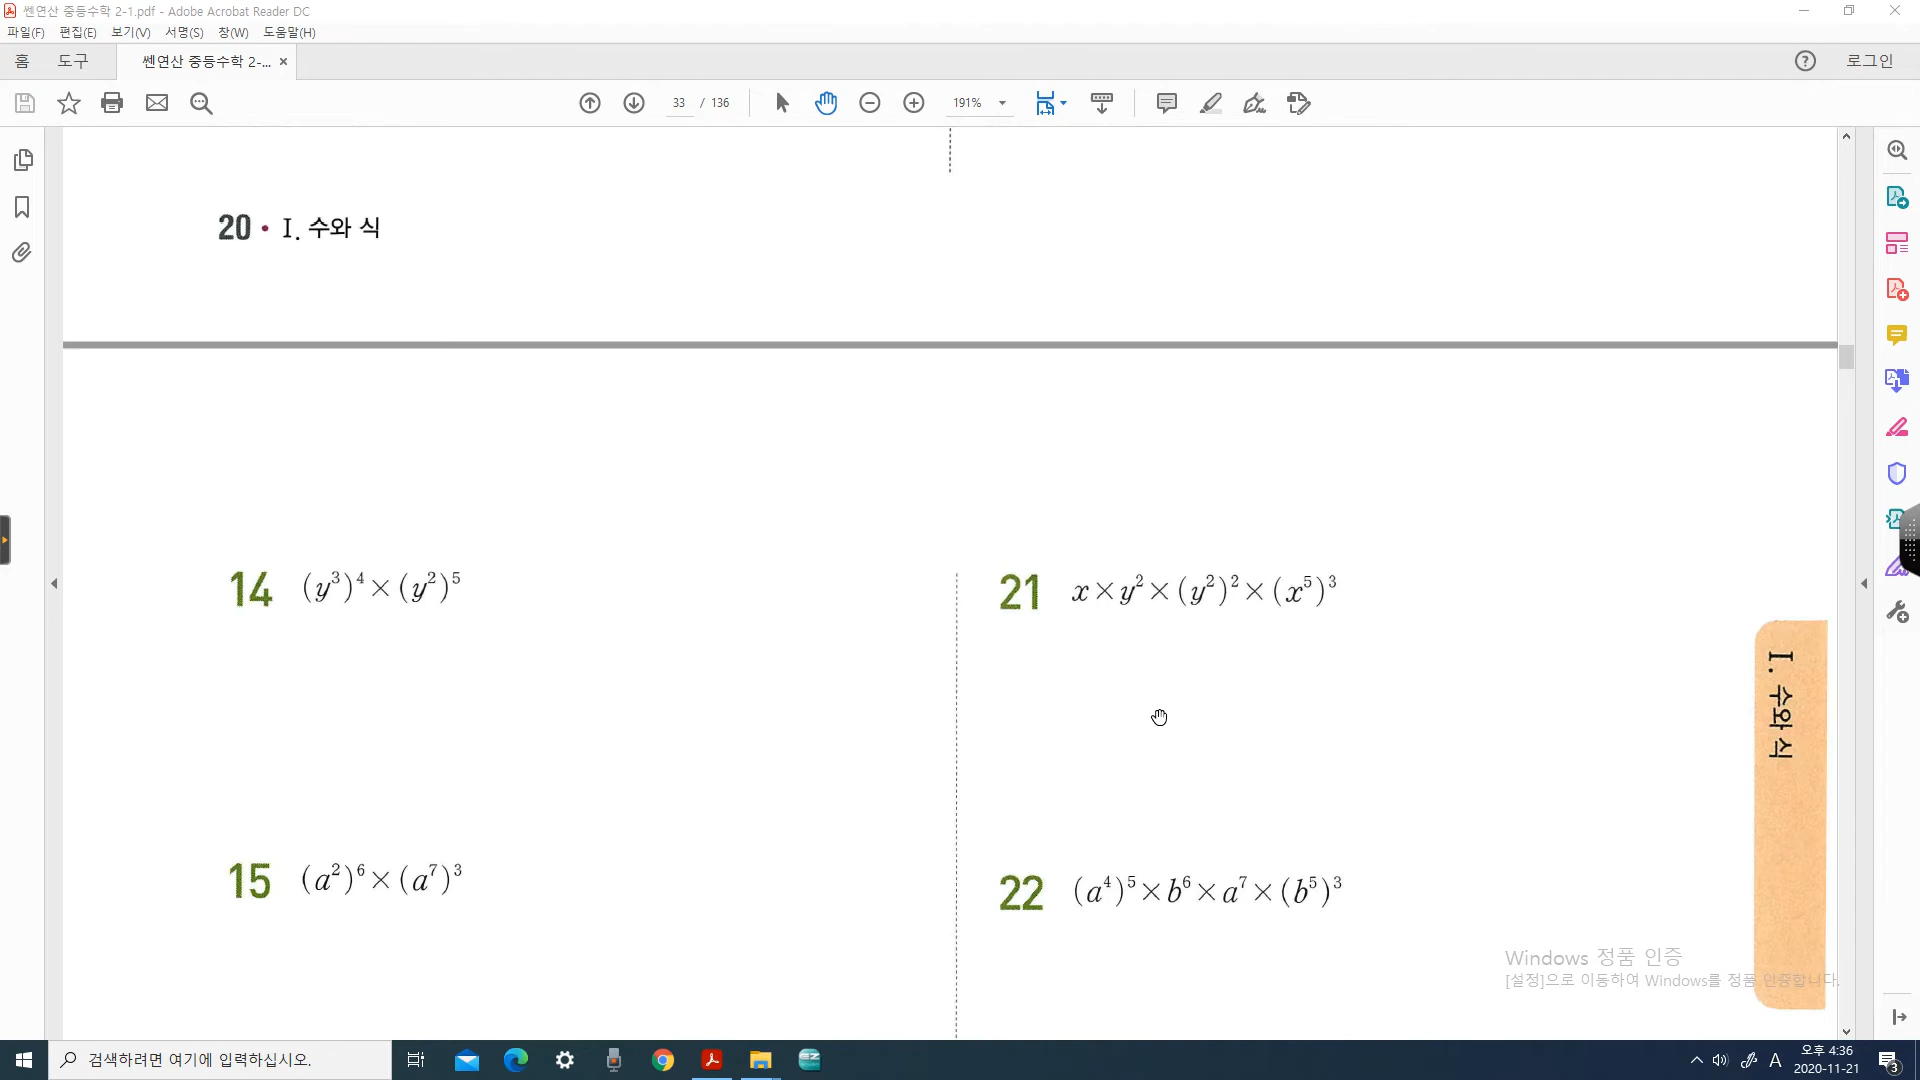 쎈연산 중등수학 2-1.pdf - Adobe Acrobat Reader DC
파일(F) 편집(E) 보기(V) 서명(S) 창(W) 도움말(H)
홈 도구 쎈연산 중등수학 2-... × 로그인
33 / 136 191%
20 • Ⅰ. 수와 식
14 (y³)⁴×(y²)⁵
15 (a²)⁶×(a⁷)³
21 x×y²×(y²)²×(x⁵)³
22 (a⁴)⁵×b⁶×a⁷×(b⁵)³
Ⅰ. 수와 식
Windows 정품 인증
[설정]으로 이동하여 Windows를 정품 인증합니다.
검색하려면 여기에 입력하십시오.
A 오후 4:36
2020-11-21
3